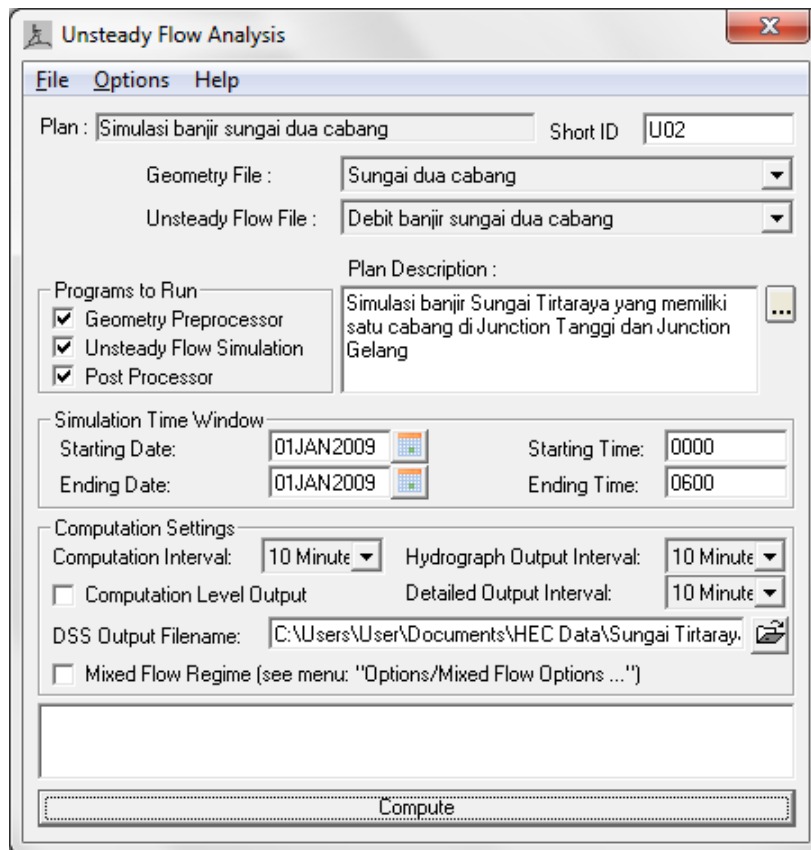 Unsteady Flow Analysis
File Options Help
Plan : Simulasi banjir sungai dua cabang Short ID U02
Geometry File : Sungai dua cabang
Unsteady Flow File : Debit banjir sungai dua cabang
Plan Description :
Programs to Run
Geometry Preprocessor
Unsteady Flow Simulation
Post Processor
Simulasi banjir Sungai Tirtaraya yang memiliki
satu cabang di Junction Tanggi dan Junction
Gelang
...
Simulation Time Window
Starting Date: 01JAN2009 Starting Time: 0000
Ending Date: 01JAN2009 Ending Time: 0600
Computation Settings
Computation Interval: 10 Minute Hydrograph Output Interval: 10 Minute
Computation Level Output Detailed Output Interval: 10 Minute
DSS Output Filename: C:\Users\User\Documents\HEC Data\Sungai Tirtaray
Mixed Flow Regime (see menu: "Options/Mixed Flow Options ...")
Compute